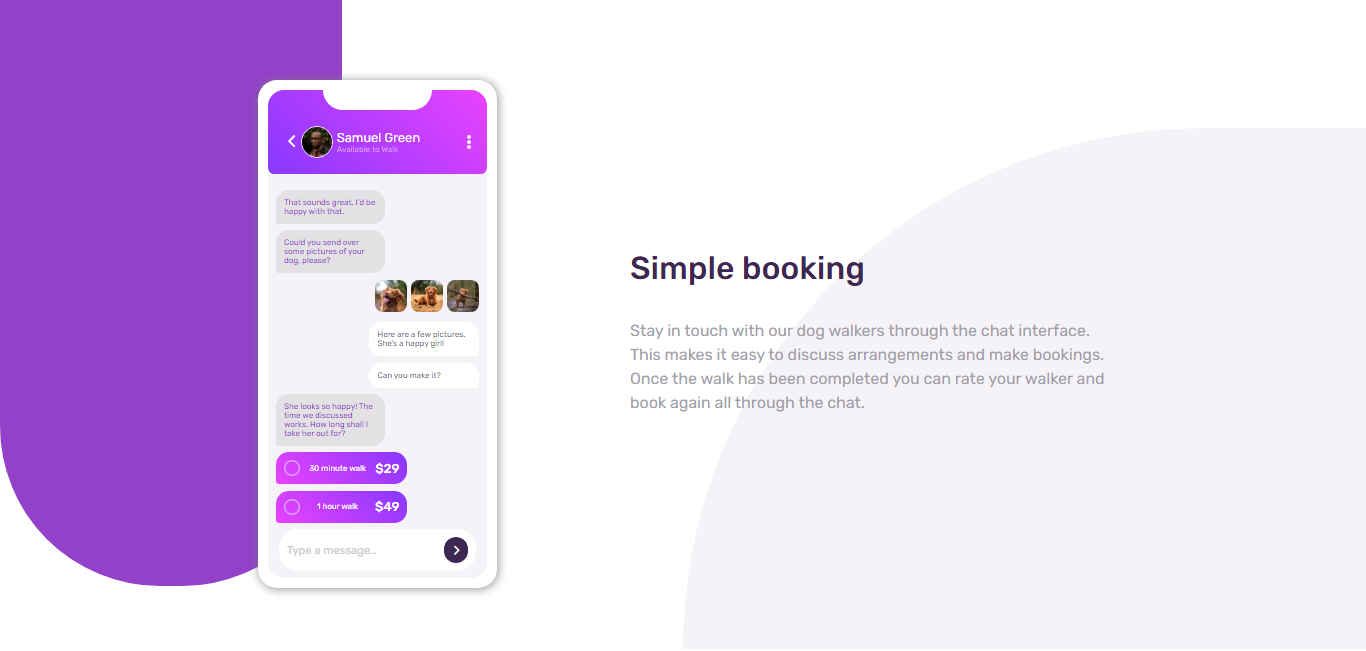 Samuel Green
Available to Walk
That sounds great. I'd be
happy with that.
Could you send over
some pictures of your
dog, please?
Here are a few pictures.
She's a happy girl!
Can you make it?
She looks so happy! The
time we discussed
works. How long shall I
take her out for?
30 minute walk $29
1 hour walk $49
Type a message...
Simple booking
Stay in touch with our dog walkers through the chat interface.
This makes it easy to discuss arrangements and make bookings.
Once the walk has been completed you can rate your walker and
book again all through the chat.